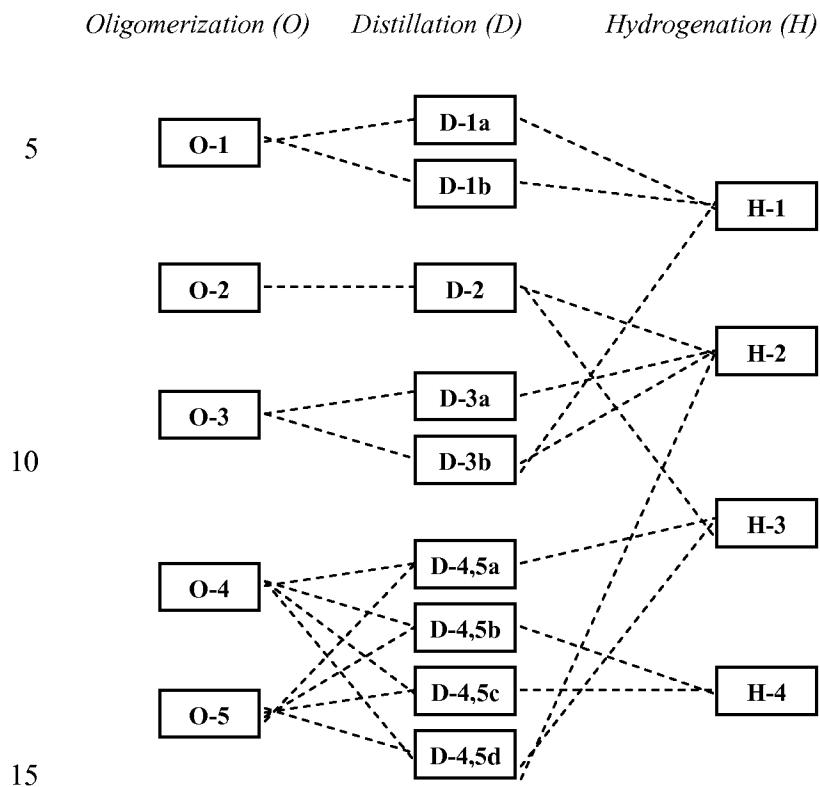 Oligomerization (O) Distillation (D) Hydrogenation (H)
D-1a
5 O-1
D-1b
H-1
O-2 D-2
H-2
D-3a
O-3
10 D-3b
H-3
D-4,5a
O-4
D-4,5b
D-4,5c H-4
O-5
D-4,5d
15